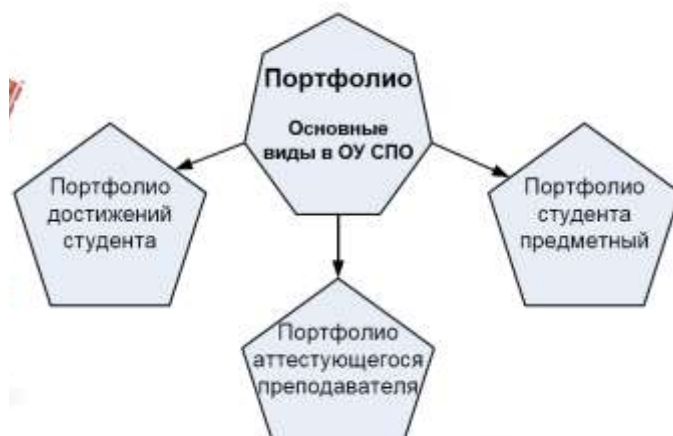 Портфолио
Основные
виды в ОУ СПО
Портфолио
достижений
студента
Портфолио
студента
предметный
Портфолио
аттестующегося
преподавателя